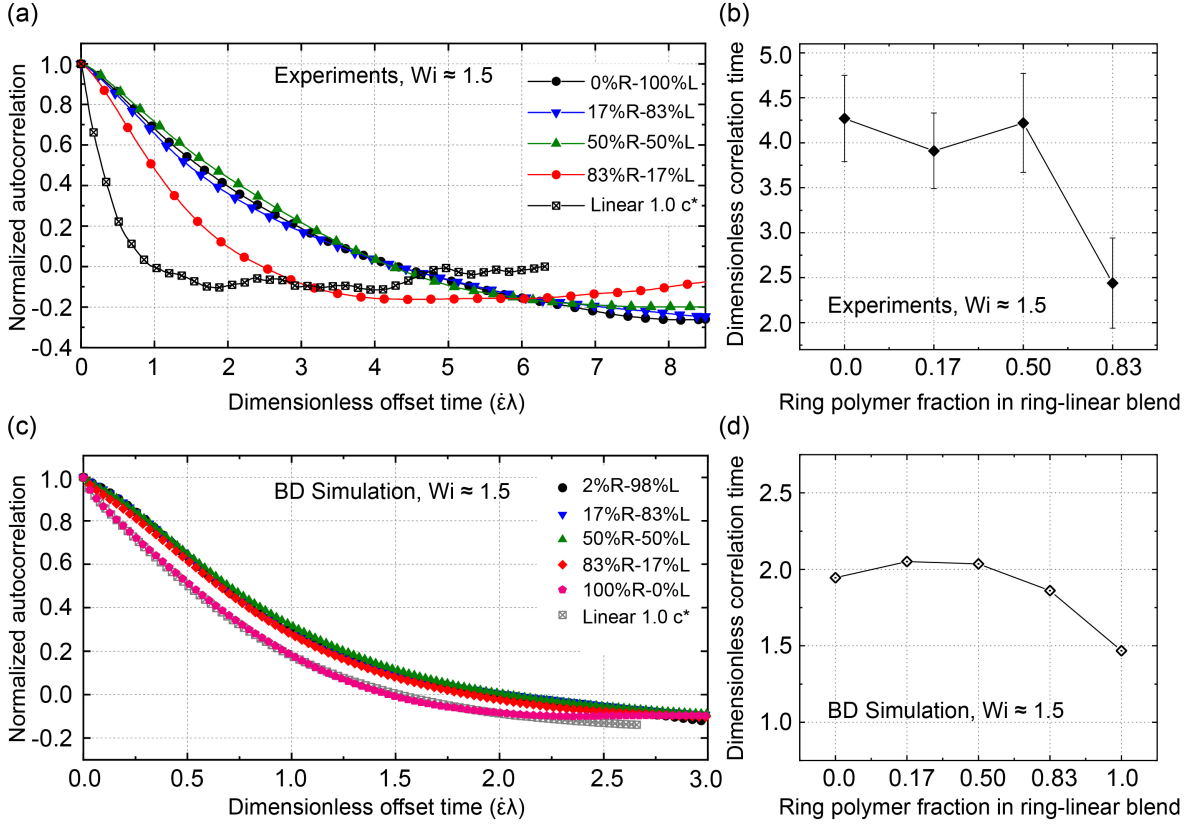 (a)
Normalized autocorrelation
1.0
0.8
0.6
0.4
0.2
0.0
-0.2
-0.4
Experiments, Wi ≈ 1.5
0%R-100%L
17%R-83%L
50%R-50%L
83%R-17%L
Linear 1.0 c*
0 1 2 3 4 5 6 7 8
Dimensionless offset time (ε̇λ)
(b)
Dimensionless correlation time
5.0
4.5
4.0
3.5
3.0
2.5
2.0
Experiments, Wi ≈ 1.5
0.0 0.17 0.50 0.83
Ring polymer fraction in ring-linear blend
(c)
Normalized autocorrelation
1.0
0.8
0.6
0.4
0.2
0.0
-0.2
BD Simulation, Wi ≈ 1.5
2%R-98%L
17%R-83%L
50%R-50%L
83%R-17%L
100%R-0%L
Linear 1.0 c*
0.0 0.5 1.0 1.5 2.0 2.5 3.0
Dimensionless offset time (ε̇λ)
(d)
Dimensionless correlation time
2.5
2.0
1.5
1.0
BD Simulation, Wi ≈ 1.5
0.0 0.17 0.50 0.83 1.0
Ring polymer fraction in ring-linear blend